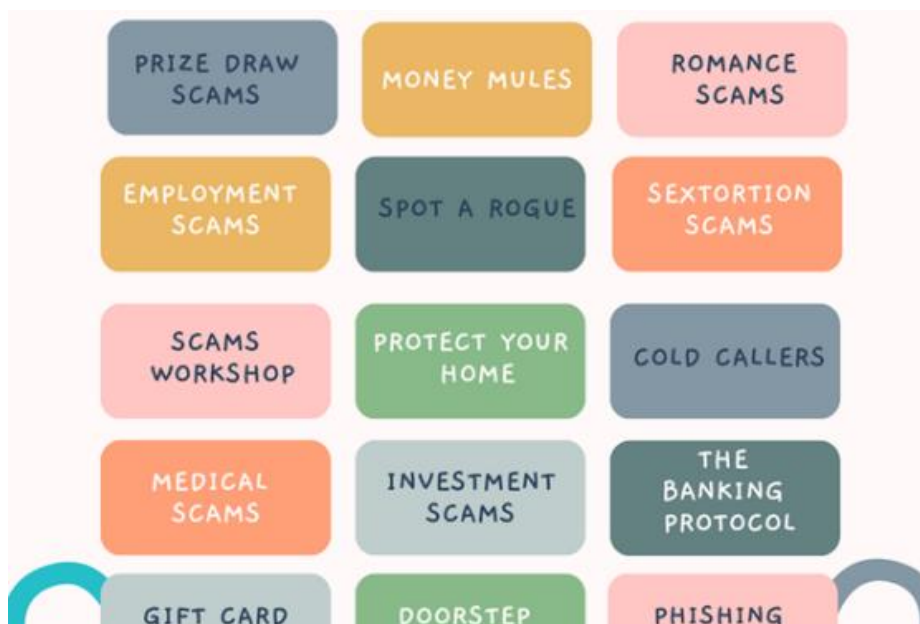 PRIZE DRAW
SCAMS
MONEY MULES
ROMANCE
SCAMS
EMPLOYMENT
SCAMS
SPOT A ROGUE
SEXTORTION
SCAMS
SCAMS
WORKSHOP
PROTECT YOUR
HOME
COLD CALLERS
MEDICAL
SCAMS
INVESTMENT
SCAMS
THE
BANKING
PROTOCOL
GIFT CARD
DOORSTEP
PHISHING